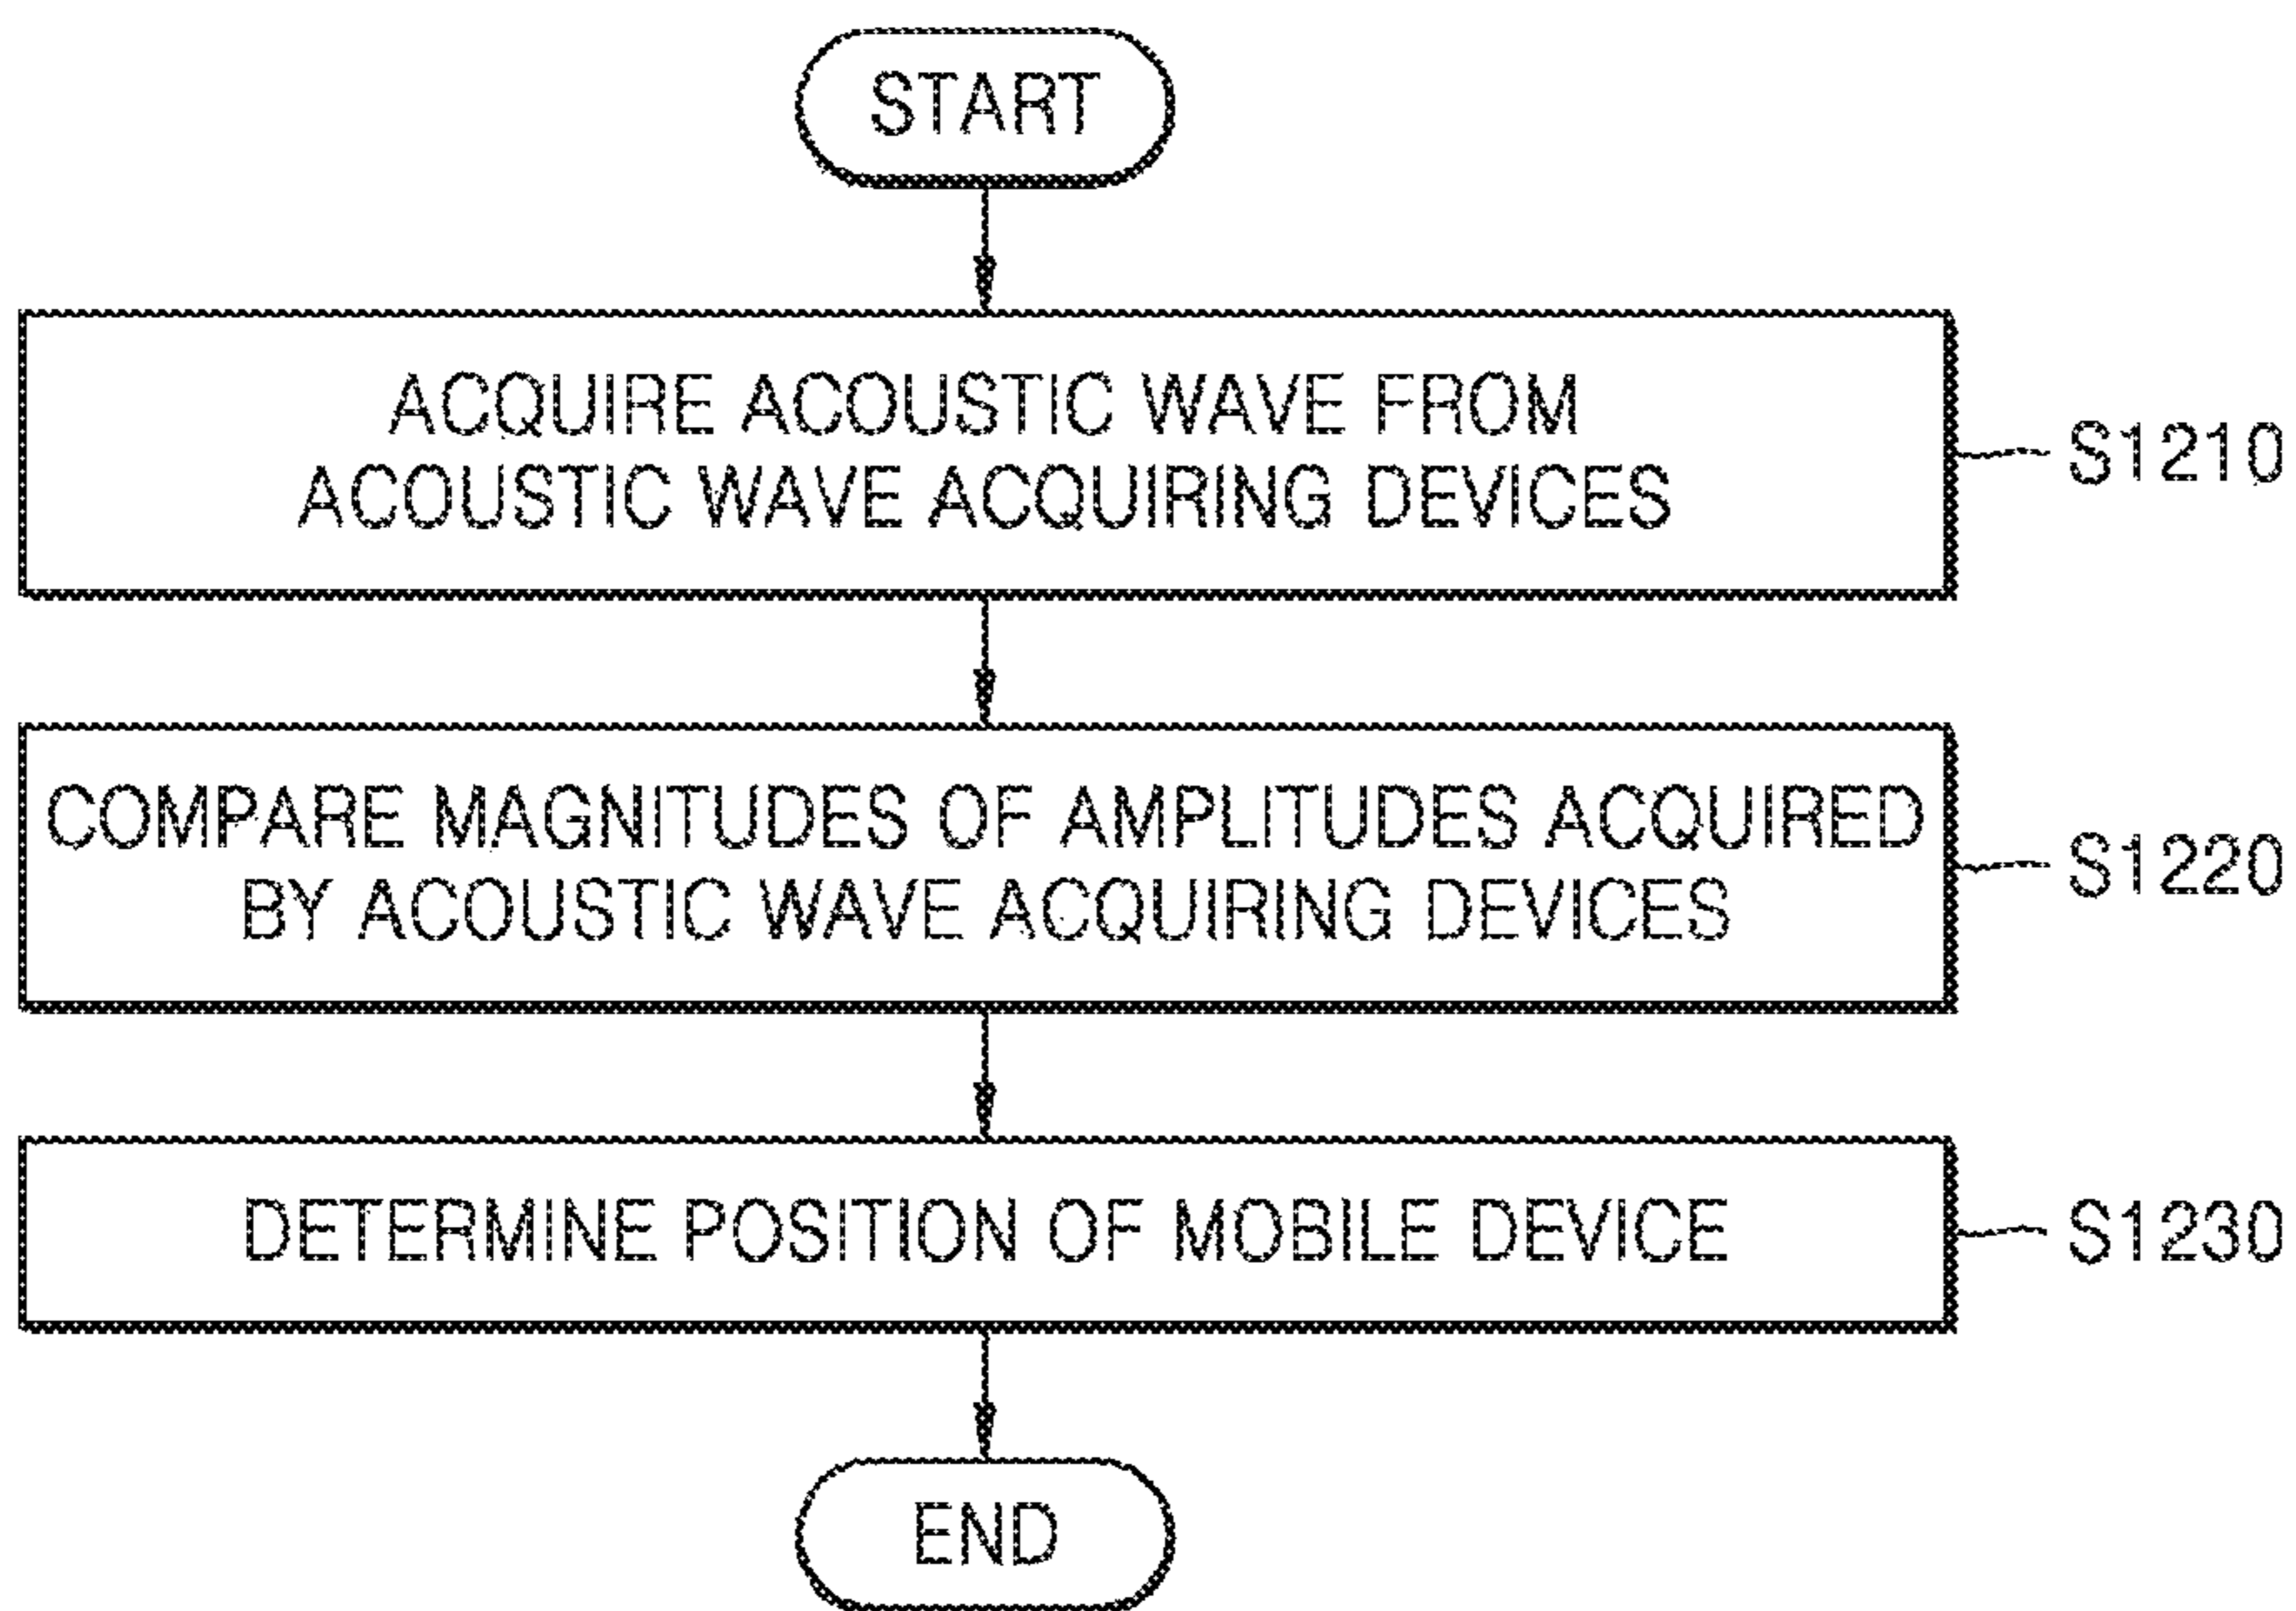 START
ACQUIRE ACOUSTIC WAVE FROM
ACOUSTIC WAVE ACQUIRING DEVICES
S1210
COMPARE MAGNITUDES OF AMPLITUDES ACQUIRED
BY ACOUSTIC WAVE ACQUIRING DEVICES
S1220
DETERMINE POSITION OF MOBILE DEVICE
S1230
END